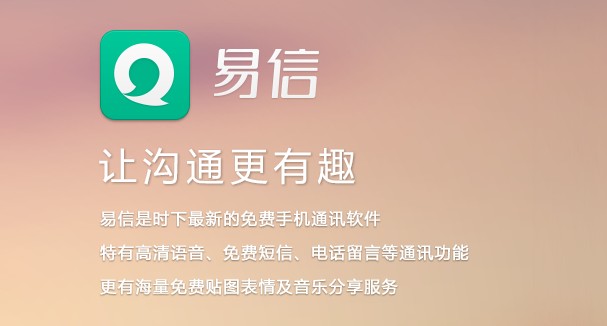 易信
让沟通更有趣
易信是时下最新的免费手机通讯软件
特有高清语音、免费短信、电话留言等通讯功能
更有海量免费贴图表情及音乐分享服务